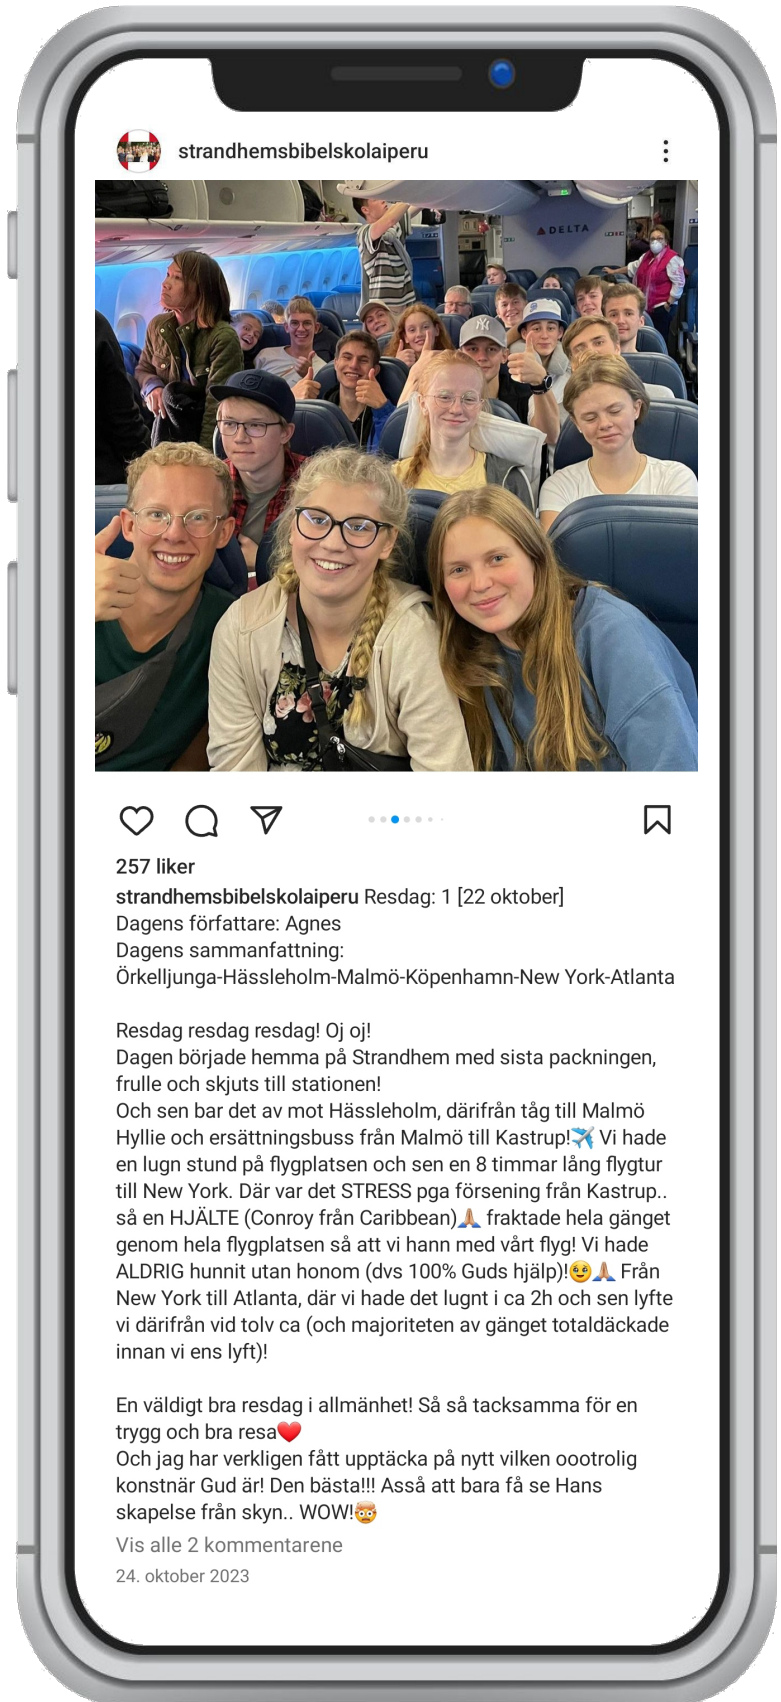 strandhemsbibelskolaiperu
DELTA
NY
257 liker
strandhemsbibelskolaiperu Resdag: 1 [22 oktober]
Dagens författare: Agnes
Dagens sammanfattning:
Örkelljunga-Hässleholm-Malmö-Köpenhamn-New York-Atlanta
Resdag resdag resdag! Oj oj!
Dagen började hemma på Strandhem med sista packningen,
frulle och skjuts till stationen!
Och sen bar det av mot Hässleholm, därifrån tåg till Malmö
Hyllie och ersättningsbuss från Malmö till Kastrup!✈️ Vi hade
en lugn stund på flygplatsen och sen en 8 timmar lång flygtur
till New York. Där var det STRESS pga försening från Kastrup..
så en HJÄLTE (Conroy från Caribbean)🙏🏽 fraktade hela gänget
genom hela flygplatsen så att vi hann med vårt flyg! Vi hade
ALDRIG hunnit utan honom (dvs 100% Guds hjälp)!🥹🙏🏽 Från
New York till Atlanta, där vi hade det lugnt i ca 2h och sen lyfte
vi därifrån vid tolv ca (och majoriteten av gänget totaldäckade
innan vi ens lyft)!
En väldigt bra resdag i allmänhet! Så så tacksamma för en
trygg och bra resa❤️
Och jag har verkligen fått upptäcka på nytt vilken oootrolig
konstnär Gud är! Den bästa!!! Asså att bara få se Hans
skapelse från skyn.. WOW!🤯
Vis alle 2 kommentarene
24. oktober 2023